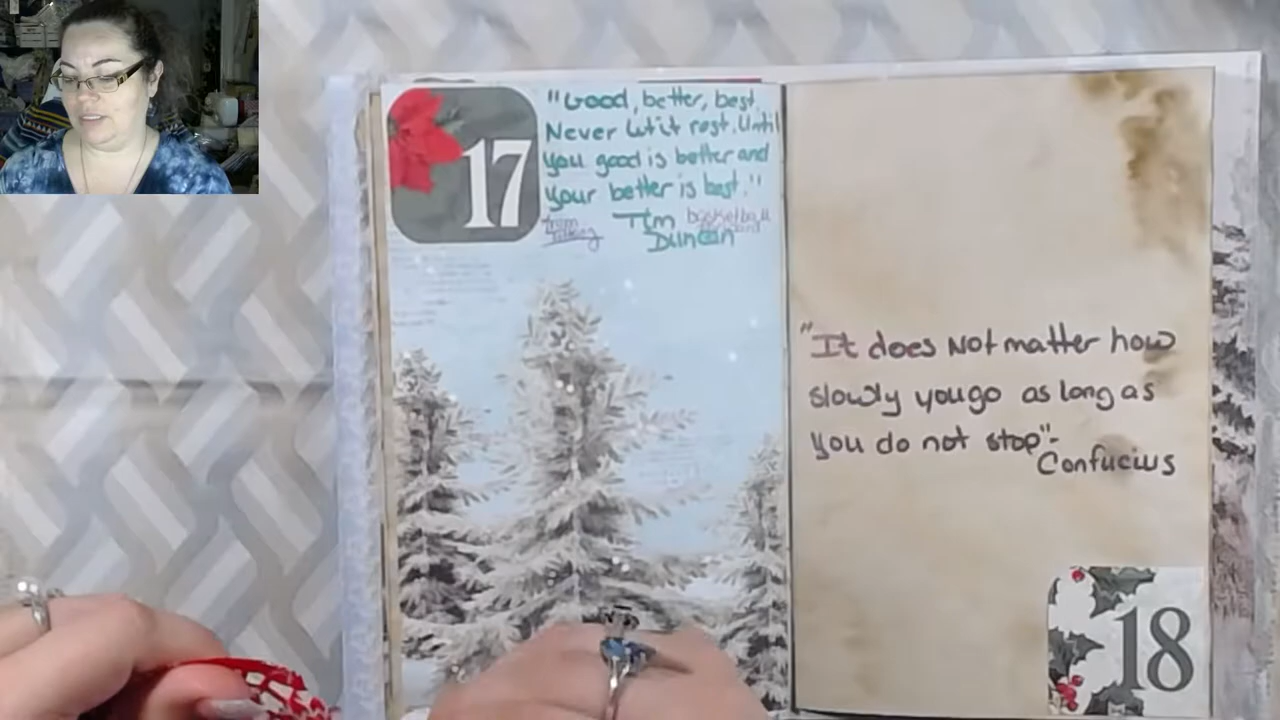 17
"Good, better, best.
Never let it rest. Until
you good is better and
your better is best."
Tim basketball
Duncan
"It does not matter how
slowly you go as long as
you do not stop"-
Confucius
18